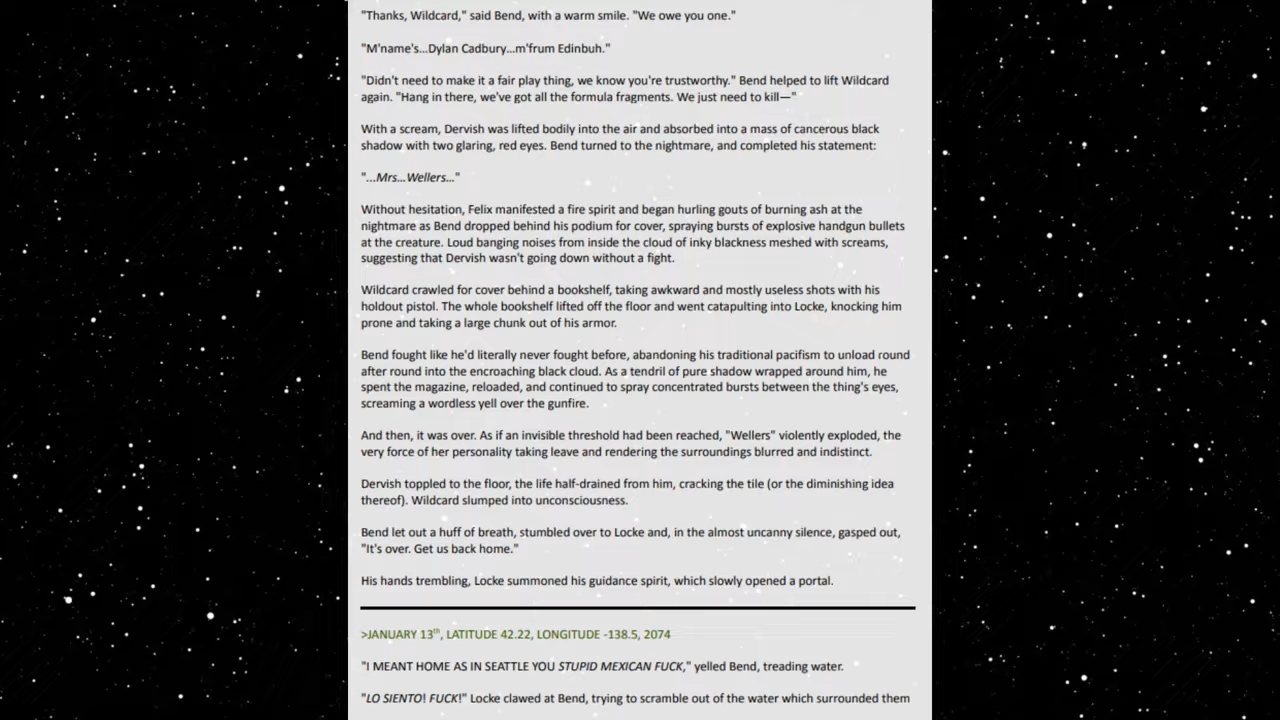 "Thanks, Wildcard," said Bend, with a warm smile. "We owe you one."
"M'name's...Dylan Cadbury...m'frum Edinbuh."
"Didn't need to make it a fair play thing, we know you're trustworthy." Bend helped to lift Wildcard
again. "Hang in there, we've got all the formula fragments. We just need to kill—"
With a scream, Dervish was lifted bodily into the air and absorbed into a mass of cancerous black
shadow with two glaring, red eyes. Bend turned to the nightmare, and completed his statement:
"...Mrs...Wellers..."
Without hesitation, Felix manifested a fire spirit and began hurling gouts of burning ash at the
nightmare as Bend dropped behind his podium for cover, spraying bursts of explosive handgun bullets
at the creature. Loud banging noises from inside the cloud of inky blackness meshed with screams,
suggesting that Dervish wasn't going down without a fight.
Wildcard crawled for cover behind a bookshelf, taking awkward and mostly useless shots with his
holdout pistol. The whole bookshelf lifted off the floor and went catapulting into Locke, knocking him
prone and taking a large chunk out of his armor.
Bend fought like he'd literally never fought before, abandoning his traditional pacifism to unload round
after round into the encroaching black cloud. As a tendril of pure shadow wrapped around him, he
spent the magazine, reloaded, and continued to spray concentrated bursts between the thing's eyes,
screaming a wordless yell over the gunfire.
And then, it was over. As if an invisible threshold had been reached, "Wellers" violently exploded, the
very force of her personality taking leave and rendering the surroundings blurred and indistinct.
Dervish toppled to the floor, the life half-drained from him, cracking the tile (or the diminishing idea
thereof). Wildcard slumped into unconsciousness.
Bend let out a huff of breath, stumbled over to Locke and, in the almost uncanny silence, gasped out,
"It's over. Get us back home."
His hands trembling, Locke summoned his guidance spirit, which slowly opened a portal.
>JANUARY 13th, LATITUDE 42.22, LONGITUDE -138.5, 2074
"I MEANT HOME AS IN SEATTLE YOU STUPID MEXICAN FUCK," yelled Bend, treading water.
"LO SIENTO! FUCK!" Locke clawed at Bend, trying to scramble out of the water which surrounded them